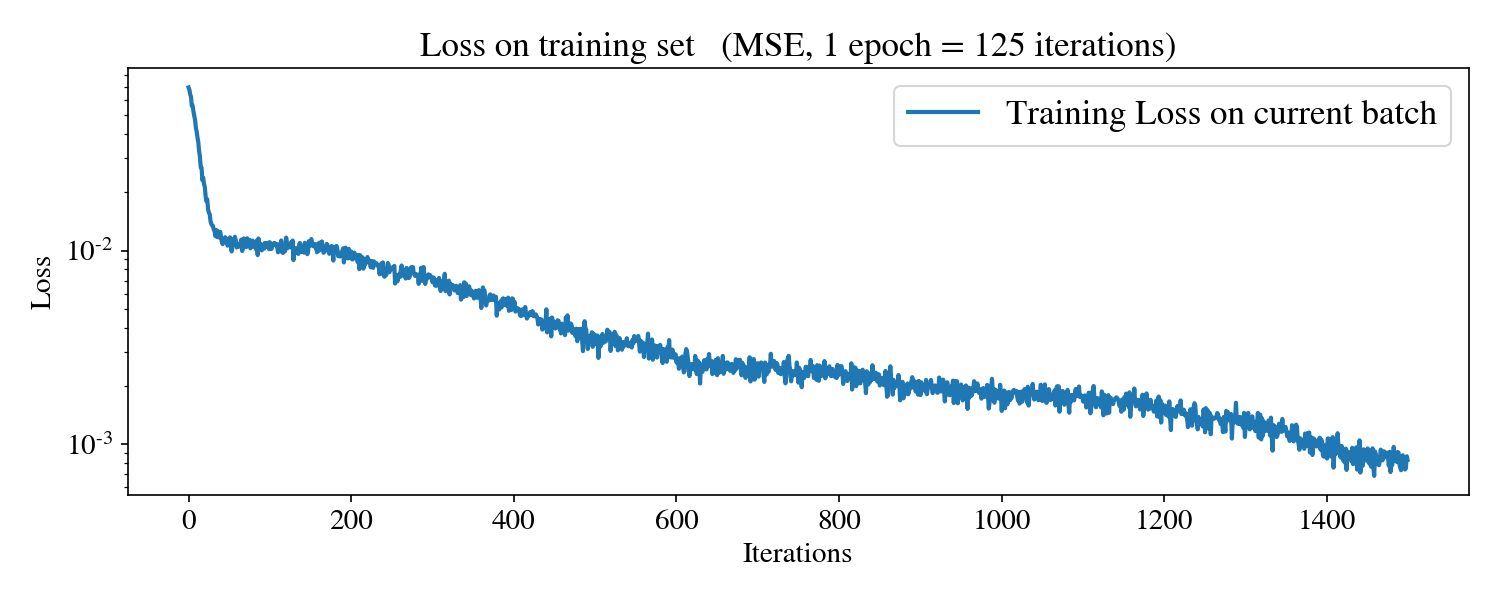 Loss on training set   (MSE, 1 epoch = 125 iterations)
Training Loss on current batch
Loss
10-2
10-3
0 200 400 600 800 1000 1200 1400
Iterations